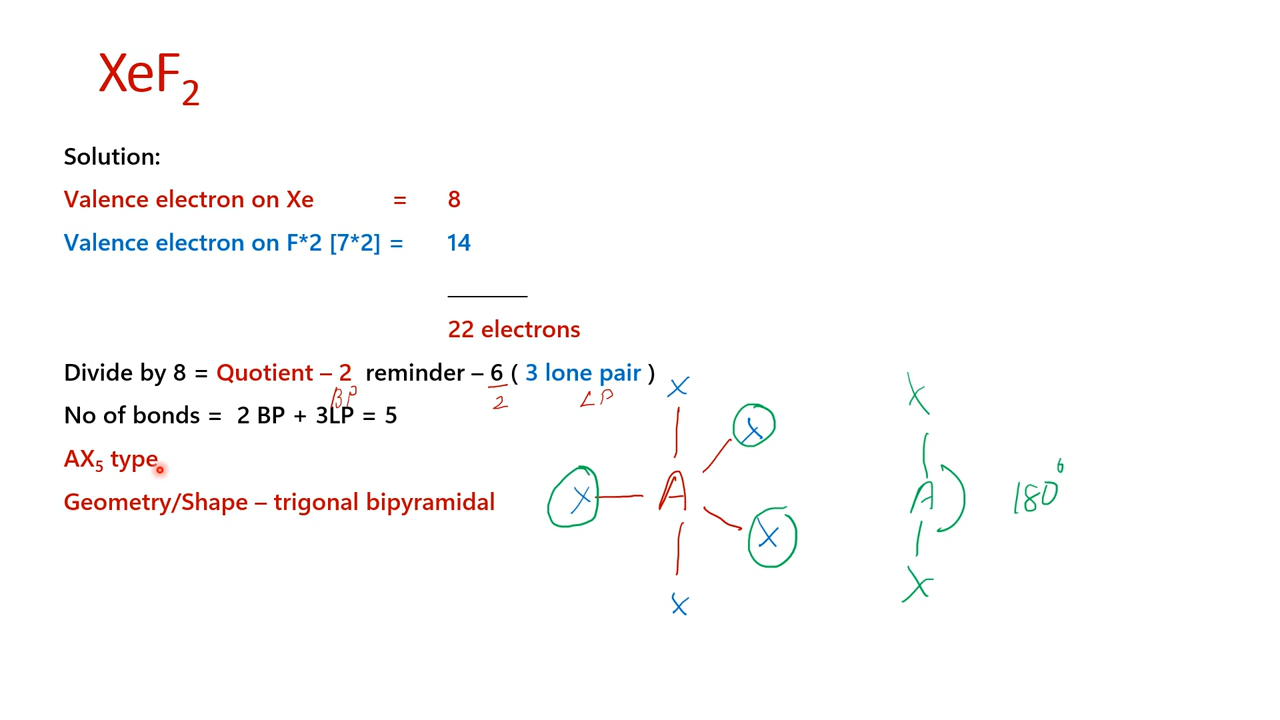 XeF₂
Solution:
Valence electron on Xe = 8
Valence electron on F*2 [7*2] = 14
22 electrons
Divide by 8 = Quotient – 2 reminder – 6 ( 3 lone pair )
BP 2 LP
No of bonds = 2 BP + 3LP = 5
AX₅ type
Geometry/Shape – trigonal bipyramidal
X
X
X A
X
X
X
A 180°
X